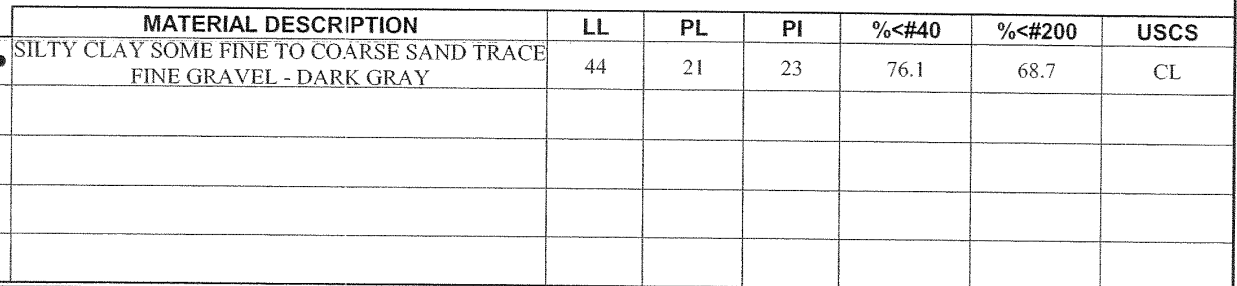 MATERIAL DESCRIPTION LL PL PI %<#40 %<#200 USCS
SILTY CLAY SOME FINE TO COARSE SAND TRACE
FINE GRAVEL - DARK GRAY 44 21 23 76.1 68.7 CL